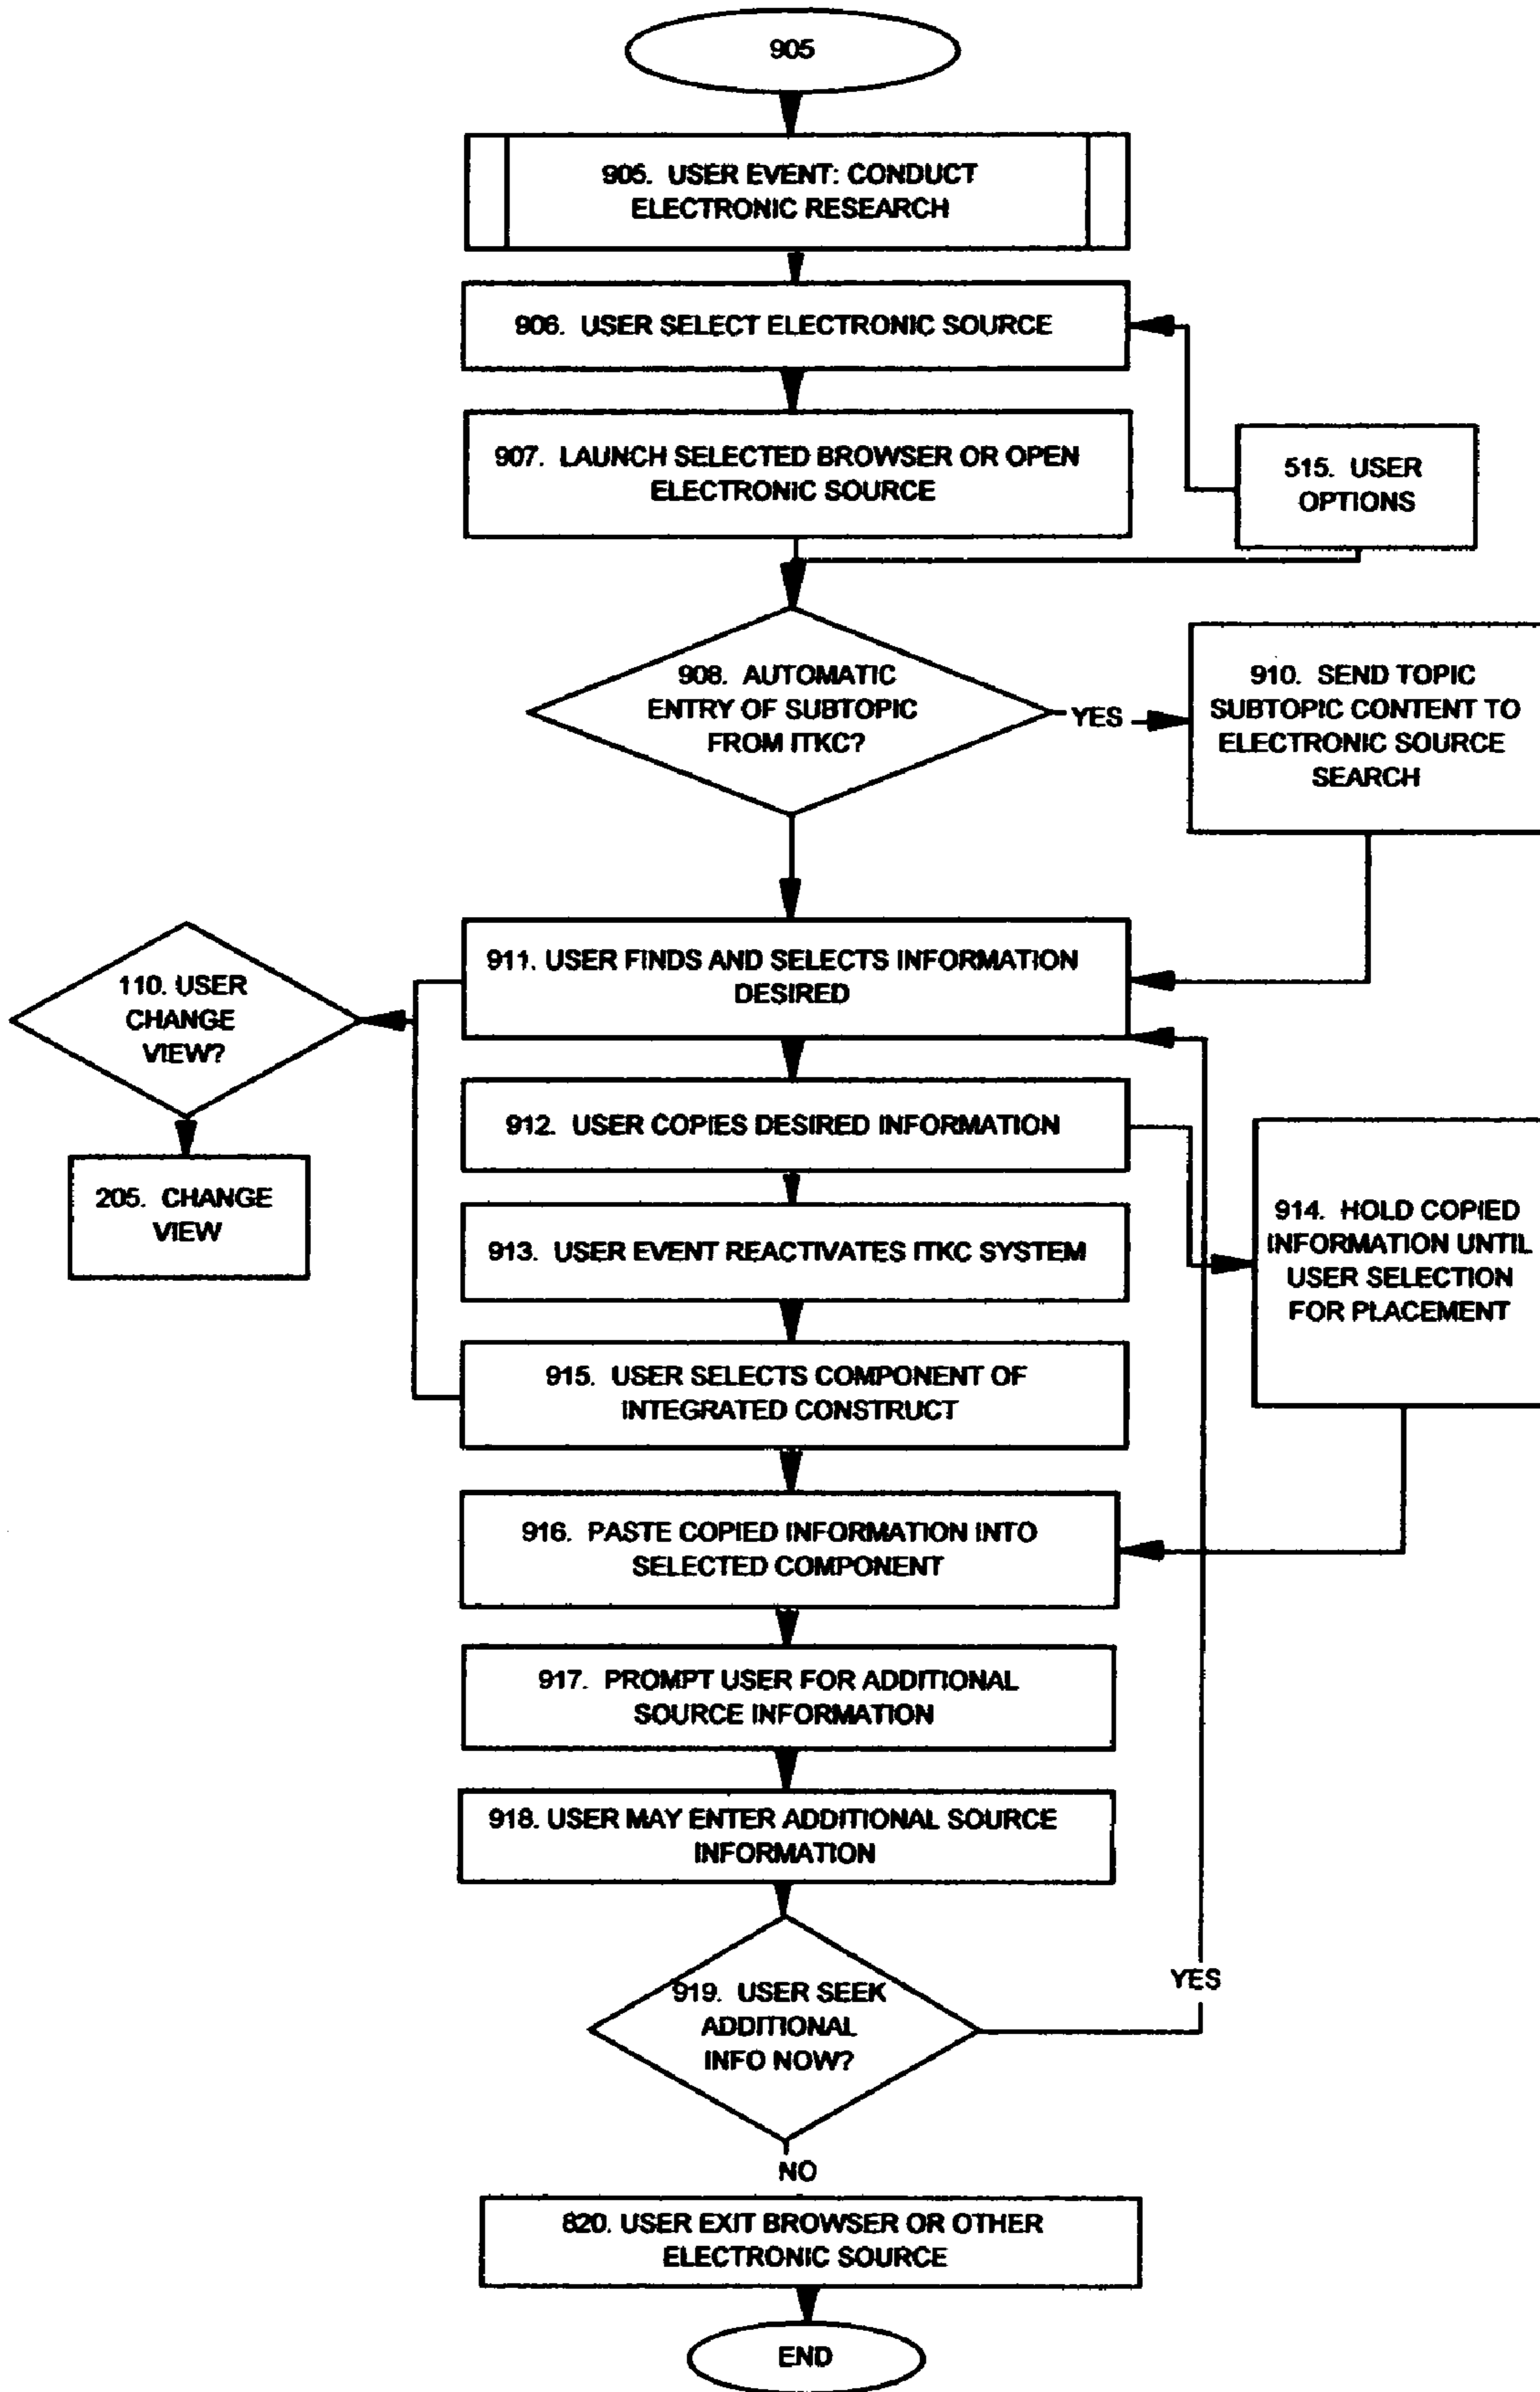 905
905. USER EVENT: CONDUCT
ELECTRONIC RESEARCH
906. USER SELECT ELECTRONIC SOURCE
907. LAUNCH SELECTED BROWSER OR OPEN
ELECTRONIC SOURCE
515. USER
OPTIONS
908. AUTOMATIC
ENTRY OF SUBTOPIC
FROM ITKC?
YES
910. SEND TOPIC
SUBTOPIC CONTENT TO
ELECTRONIC SOURCE
SEARCH
911. USER FINDS AND SELECTS INFORMATION
DESIRED
110. USER
CHANGE
VIEW?
205. CHANGE
VIEW
912. USER COPIES DESIRED INFORMATION
913. USER EVENT REACTIVATES ITKC SYSTEM
914. HOLD COPIED
INFORMATION UNTIL
USER SELECTION
FOR PLACEMENT
915. USER SELECTS COMPONENT OF
INTEGRATED CONSTRUCT
916. PASTE COPIED INFORMATION INTO
SELECTED COMPONENT
917. PROMPT USER FOR ADDITIONAL
SOURCE INFORMATION
918. USER MAY ENTER ADDITIONAL SOURCE
INFORMATION
919. USER SEEK
ADDITIONAL
INFO NOW?
YES
NO
820. USER EXIT BROWSER OR OTHER
ELECTRONIC SOURCE
END